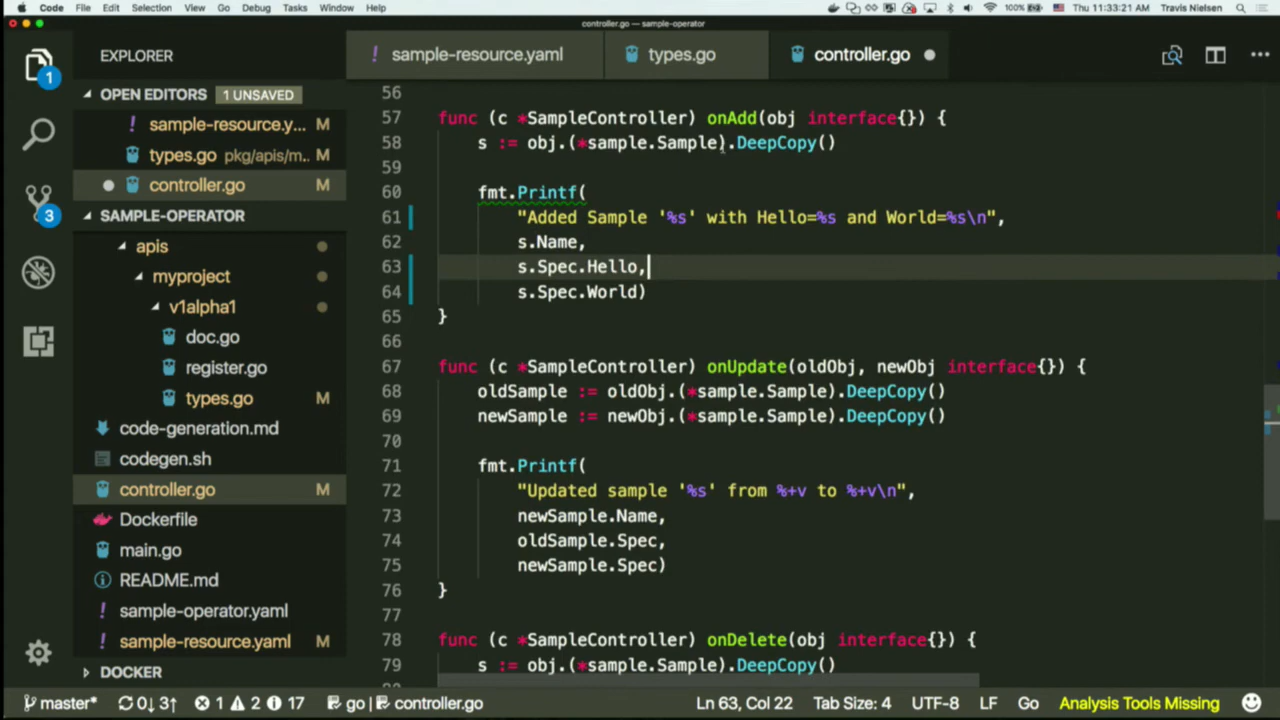 Code File Edit Selection View Go Debug Tasks Window Help 100% Thu 11:33:21 AM Travis Nielsen
controller.go — sample-operator
EXPLORER
sample-resource.yaml
types.go
controller.go
1
OPEN EDITORS 1 UNSAVED
sample-resource.y... M
types.go pkg/apis/m... M
controller.go M
3
SAMPLE-OPERATOR
apis
myproject
v1alpha1
doc.go
register.go
types.go M
code-generation.md
codegen.sh
controller.go M
Dockerfile
main.go
README.md
sample-operator.yaml
sample-resource.yaml M
DOCKER
56
57 func (c *SampleController) onAdd(obj interface{}) {
58 s := obj.(*sample.Sample).DeepCopy()
59
60 fmt.Printf(
61 "Added Sample '%s' with Hello=%s and World=%s\n",
62 s.Name,
63 s.Spec.Hello,
64 s.Spec.World)
65 }
66
67 func (c *SampleController) onUpdate(oldObj, newObj interface{}) {
68 oldSample := oldObj.(*sample.Sample).DeepCopy()
69 newSample := newObj.(*sample.Sample).DeepCopy()
70
71 fmt.Printf(
72 "Updated sample '%s' from %+v to %+v\n",
73 newSample.Name,
74 oldSample.Spec,
75 newSample.Spec)
76 }
77
78 func (c *SampleController) onDelete(obj interface{}) {
79 s := obj.(*sample.Sample).DeepCopy()
master* 0↓ 3↑ 1 2 17 go controller.go Ln 63, Col 22 Tab Size: 4 UTF-8 LF Go Analysis Tools Missing